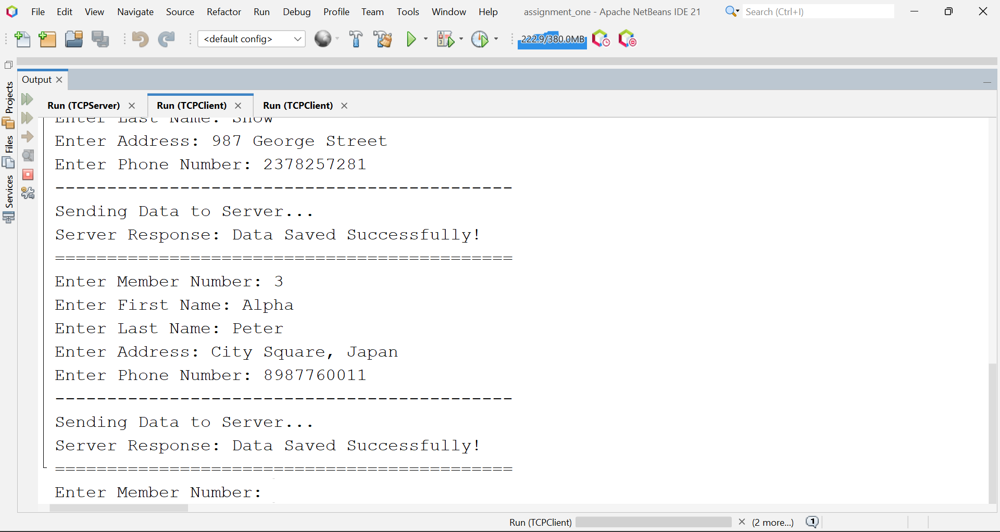 File Edit View Navigate Source Refactor Run Debug Profile Team Tools Window Help assignment_one - Apache NetBeans IDE 21 Search (Ctrl+I)
<default config> 222.9/380.0MB
Output
Projects
Files
Services
Run (TCPServer) Run (TCPClient) Run (TCPClient)
Enter Last Name: Snow
Enter Address: 987 George Street
Enter Phone Number: 2378257281
--------------------------------------------
Sending Data to Server...
Server Response: Data Saved Successfully!
============================================
Enter Member Number: 3
Enter First Name: Alpha
Enter Last Name: Peter
Enter Address: City Square, Japan
Enter Phone Number: 8987760011
--------------------------------------------
Sending Data to Server...
Server Response: Data Saved Successfully!
============================================
Enter Member Number:
Run (TCPClient) (2 more...) 1